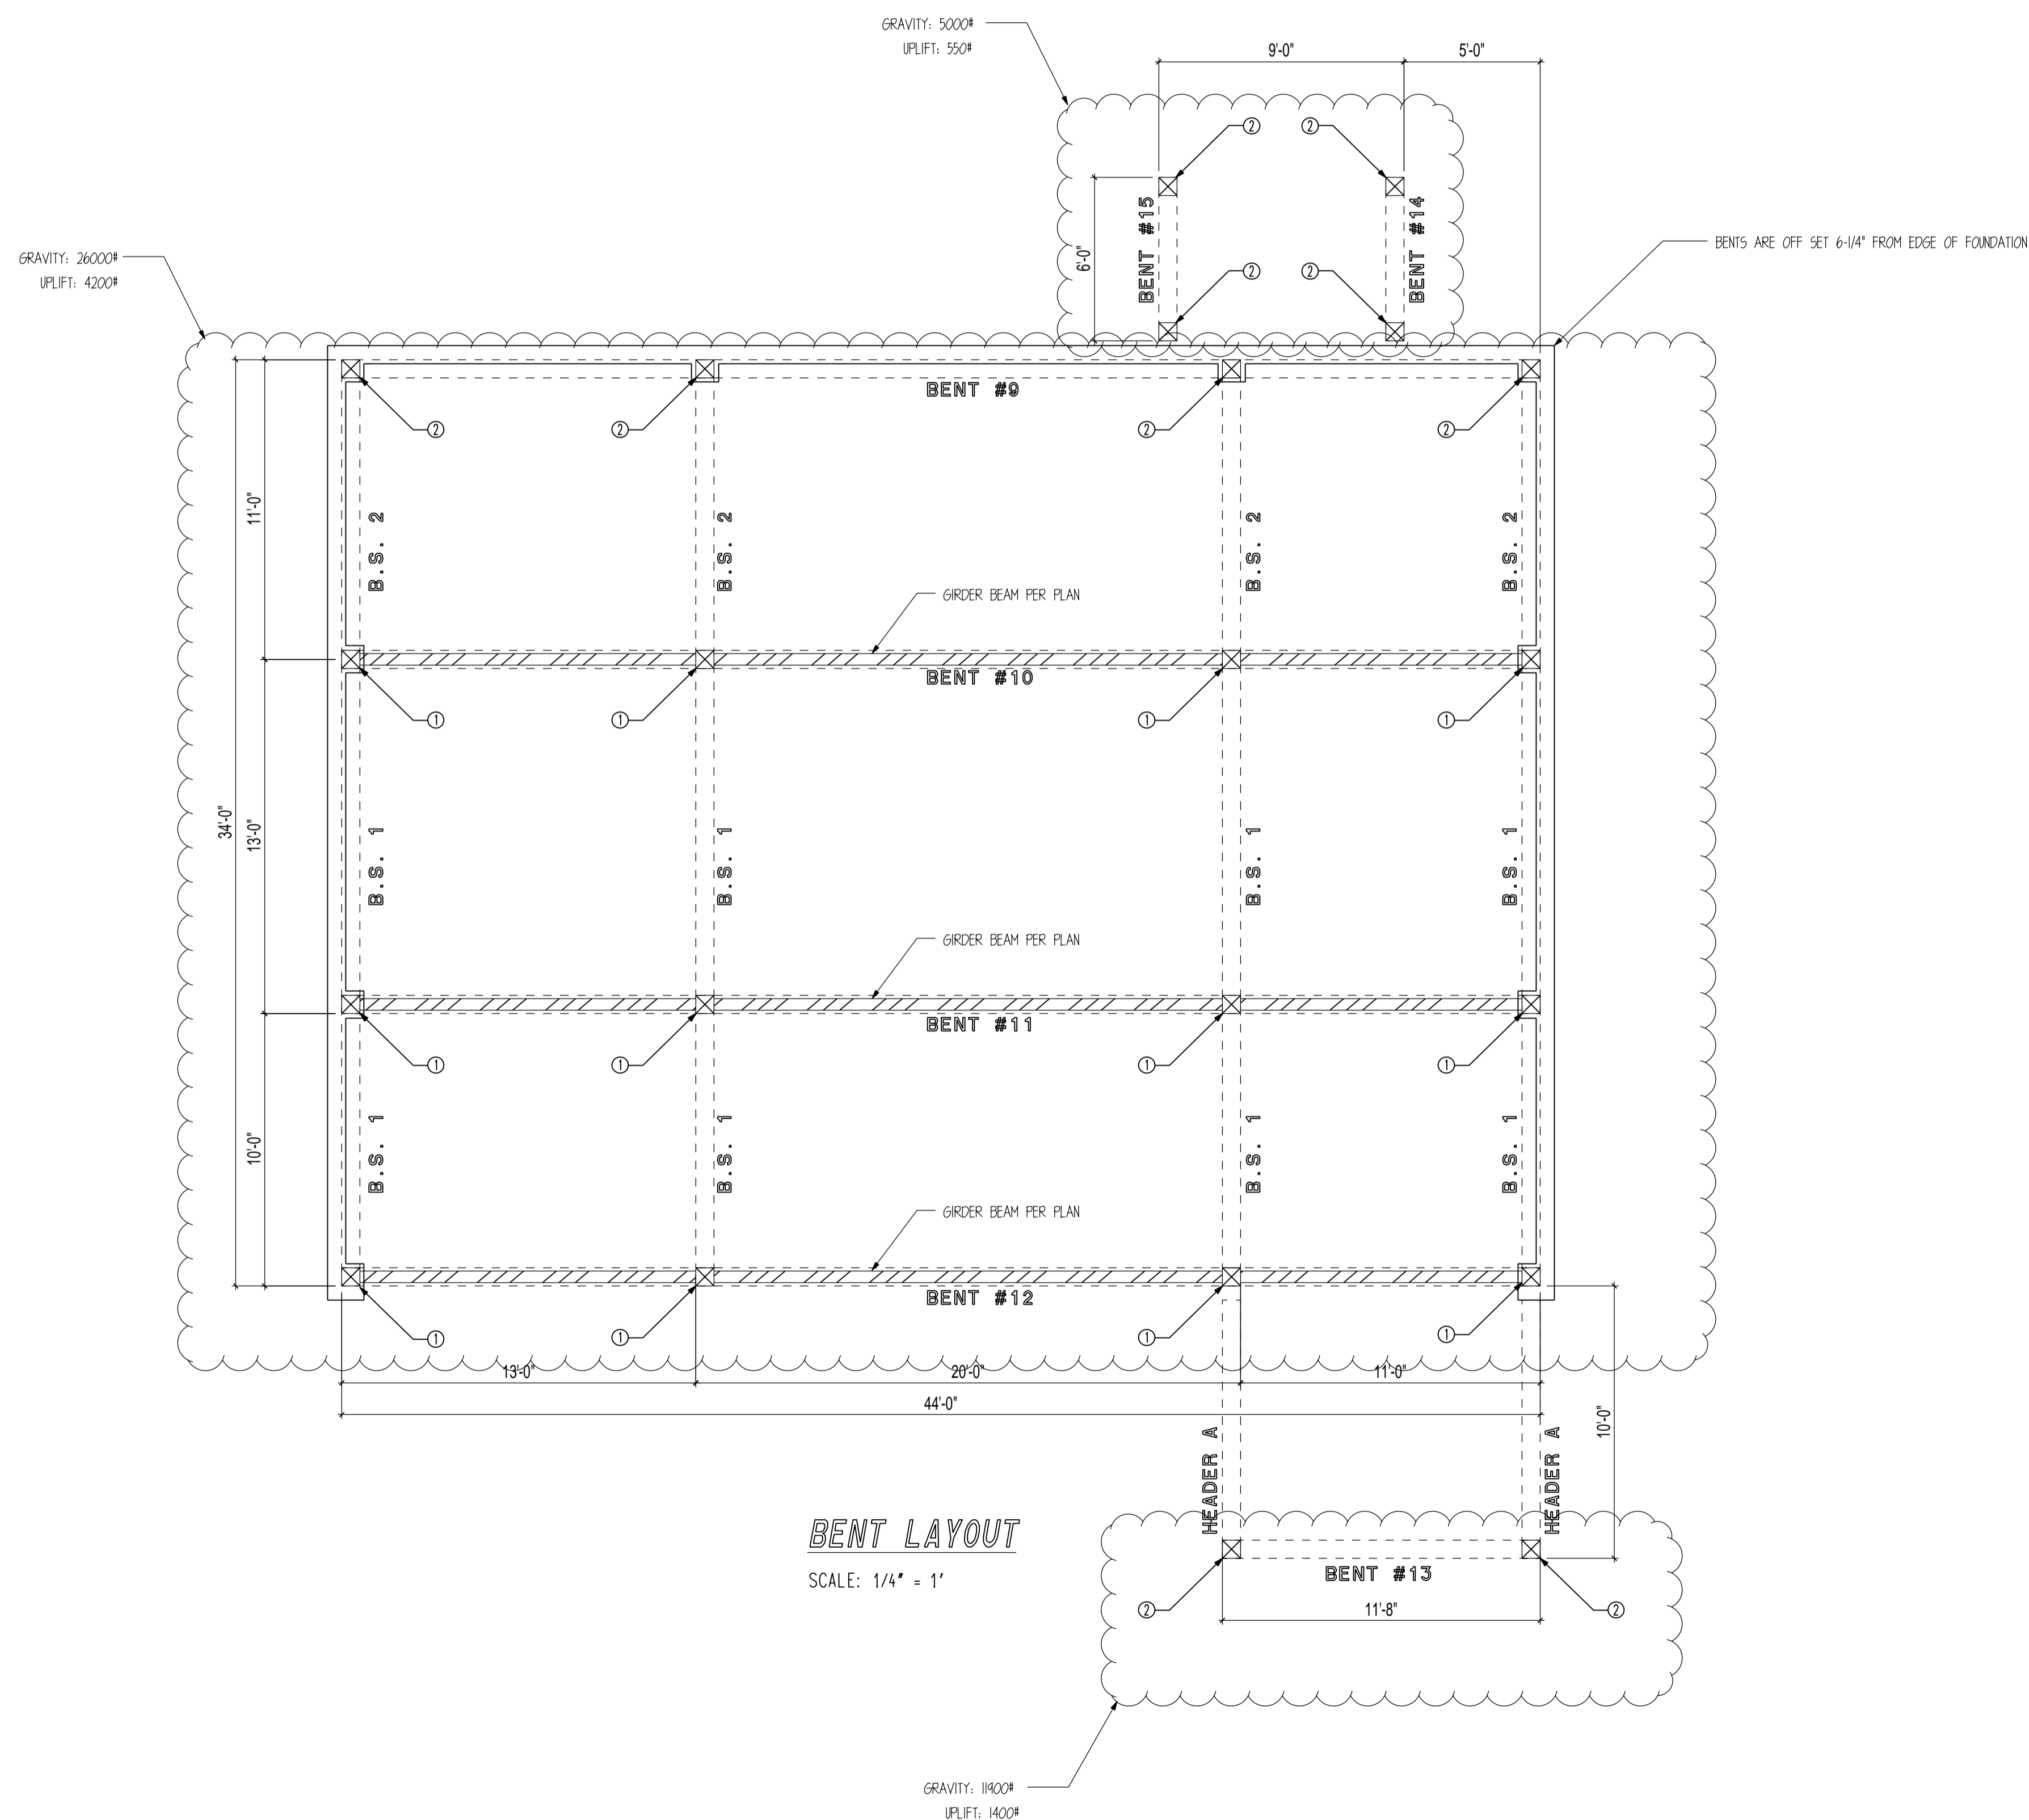 GRAVITY: 5000#
UPLIFT: 550#
9'-0"
5'-0"
2
2
BENT #15
BENT #14
6'-0"
2
2
BENTS ARE OFF SET 6-1/4" FROM EDGE OF FOUNDATION
GRAVITY: 26000#
UPLIFT: 4200#
BENT #9
2
2
2
2
11'-0"
B.S. 2
B.S. 2
B.S. 2
B.S. 2
GIRDER BEAM PER PLAN
BENT #10
1
1
1
1
34'-0"
13'-0"
B.S. 1
B.S. 1
B.S. 1
B.S. 1
GIRDER BEAM PER PLAN
BENT #11
1
1
1
1
10'-0"
B.S. 1
B.S. 1
B.S. 1
B.S. 1
GIRDER BEAM PER PLAN
BENT #12
1
1
1
1
13'-0"
20'-0"
11'-0"
44'-0"
10'-0"
HEADER A
HEADER A
BENT LAYOUT
SCALE: 1/4" = 1'
BENT #13
2
11'-8"
2
GRAVITY: 11900#
UPLIFT: 1400#